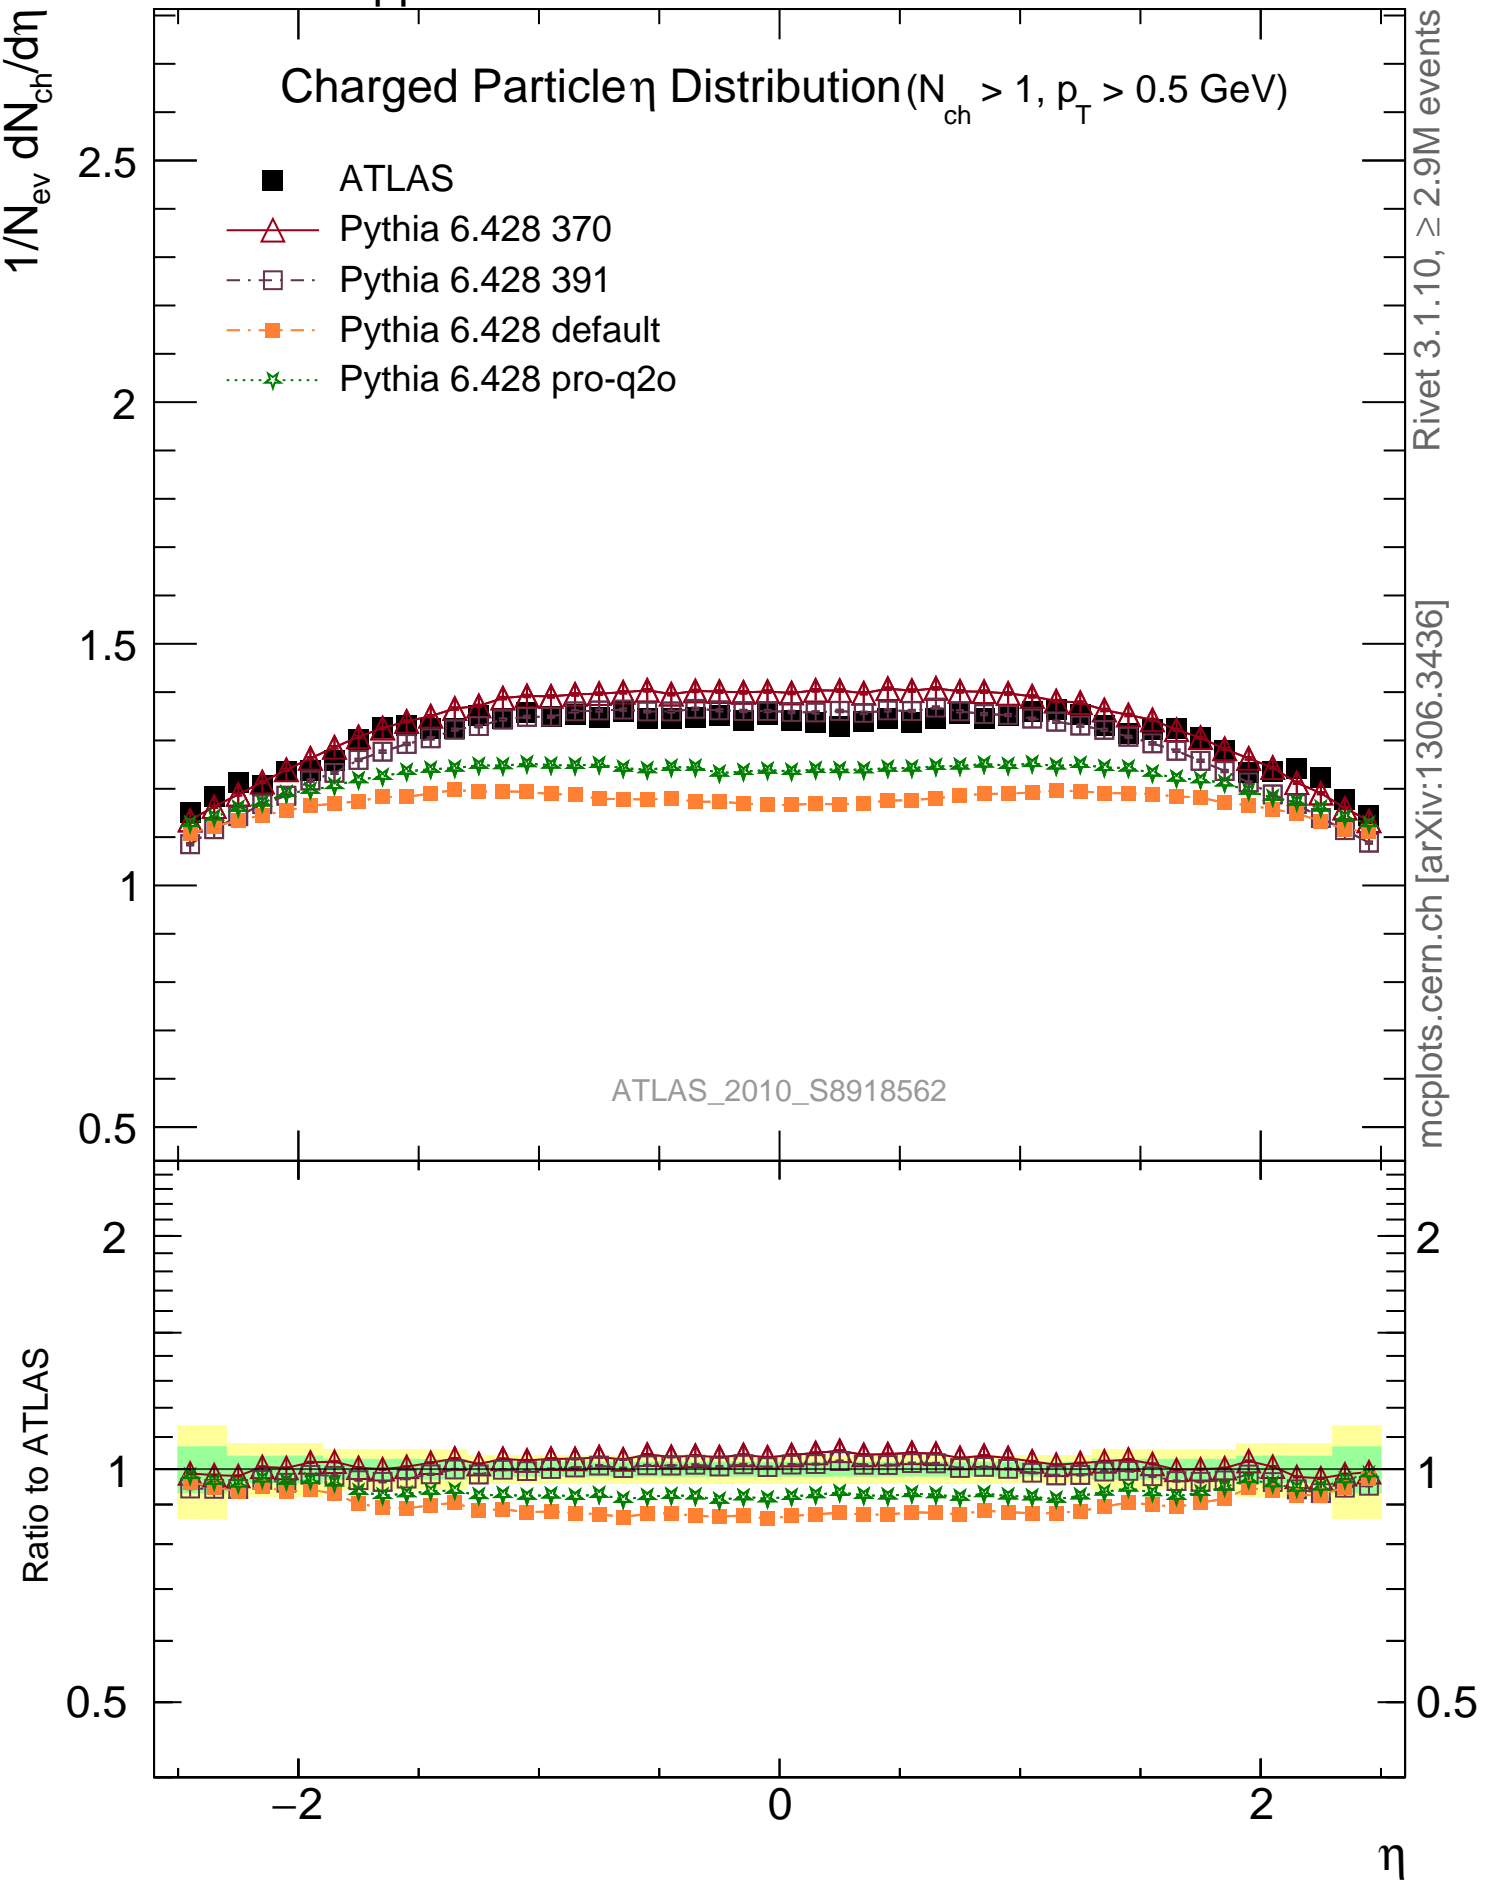 1/N_ev dN_ch/dη
Charged Particle η Distribution (N_ch > 1, p_T > 0.5 GeV)
ATLAS
Pythia 6.428 370
Pythia 6.428 391
Pythia 6.428 default
Pythia 6.428 pro-q2o
2.5
2
1.5
1
0.5
ATLAS_2010_S8918562
Rivet 3.1.10, ≥ 2.9M events
mcplots.cern.ch [arXiv:1306.3436]
Ratio to ATLAS
2
1
0.5
2
1
0.5
−2
0
2
η